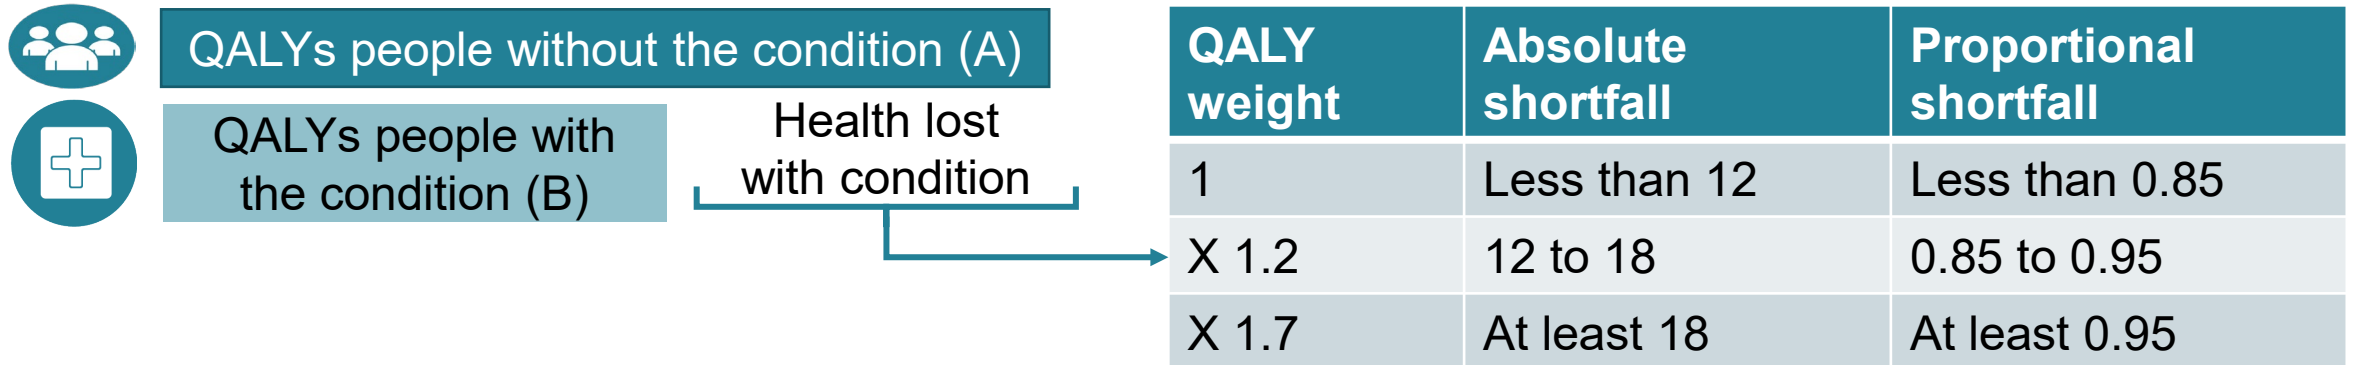 QALYs people without the condition (A)
QALYs people with
the condition (B)
Health lost
with condition
QALY
weight
Absolute
shortfall
Proportional
shortfall
1
Less than 12
Less than 0.85
X 1.2
12 to 18
0.85 to 0.95
X 1.7
At least 18
At least 0.95